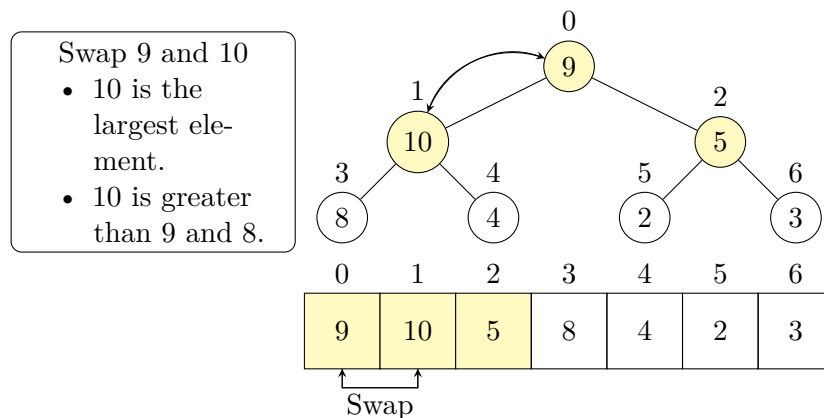 Swap 9 and 10
• 10 is the
largest ele-
ment.
• 10 is greater
than 9 and 8.
0
9
1
2
10
5
3
4
5
6
8
4
2
3
0 1 2 3 4 5 6
9 10 5 8 4 2 3
Swap